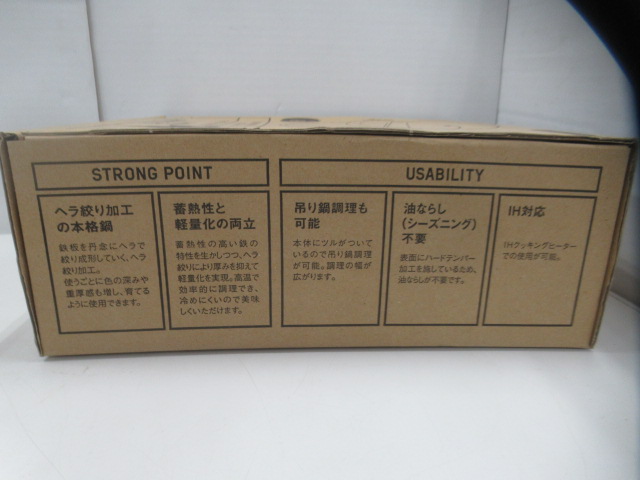 STRONG POINT
ヘラ絞り加工
の本格鍋
鉄板を丹念にヘラで
絞り成形していく、ヘラ
絞り加工。
使うごとに色の深みや
重厚感も増し、育てる
ように使用できます。
蓄熱性と
軽量化の両立
蓄熱性の高い鉄の
特性を生かしつつ、ヘラ
絞りにより厚みを抑えて
軽量化を実現。高温で
効率的に調理でき、
冷めにくいので美味
しくいただけます。
USABILITY
吊り鍋調理も
可能
本体にツルがついて
いるので吊り鍋調理
が可能。調理の幅が
広がります。
油ならし
（シーズニング）
不要
表面にハードテンパー
加工を施しているため、
油ならしが不要です。
IH対応
IHクッキングヒーター
での使用が可能。